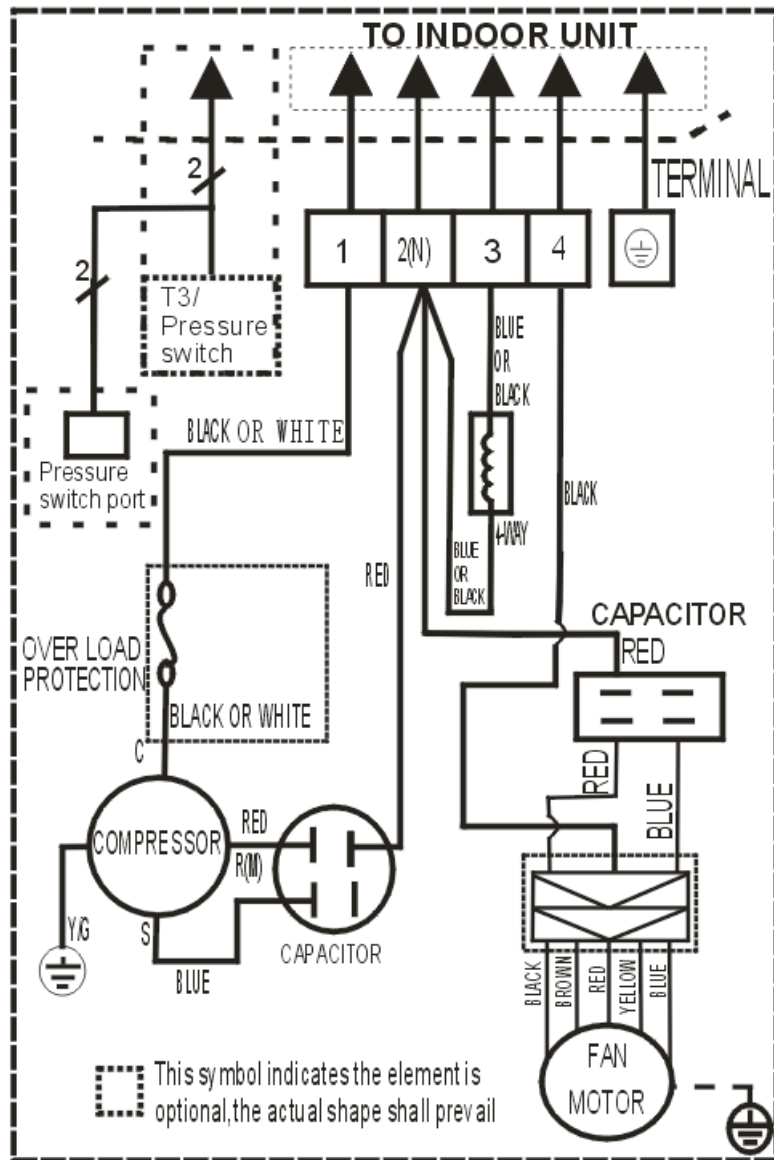 TO INDOOR UNIT
2
TERMINAL
1
2(N)
3
4
2
T3/
Pressure
switch
BLUE
OR
BLACK
BLACK OR WHITE
Pressure
switch port
BLACK
4-WAY
BLUE
OR
BLACK
RED
CAPACITOR
RED
OVER LOAD
PROTECTION
BLACK OR WHITE
C
RED
BLUE
COMPRESSOR
RED
R(M)
Y/G
S
CAPACITOR
BLUE
BLACK
BROWN
RED
YELLOW
BLUE
FAN
MOTOR
This symbol indicates the element is
optional,the actual shape shall prevail